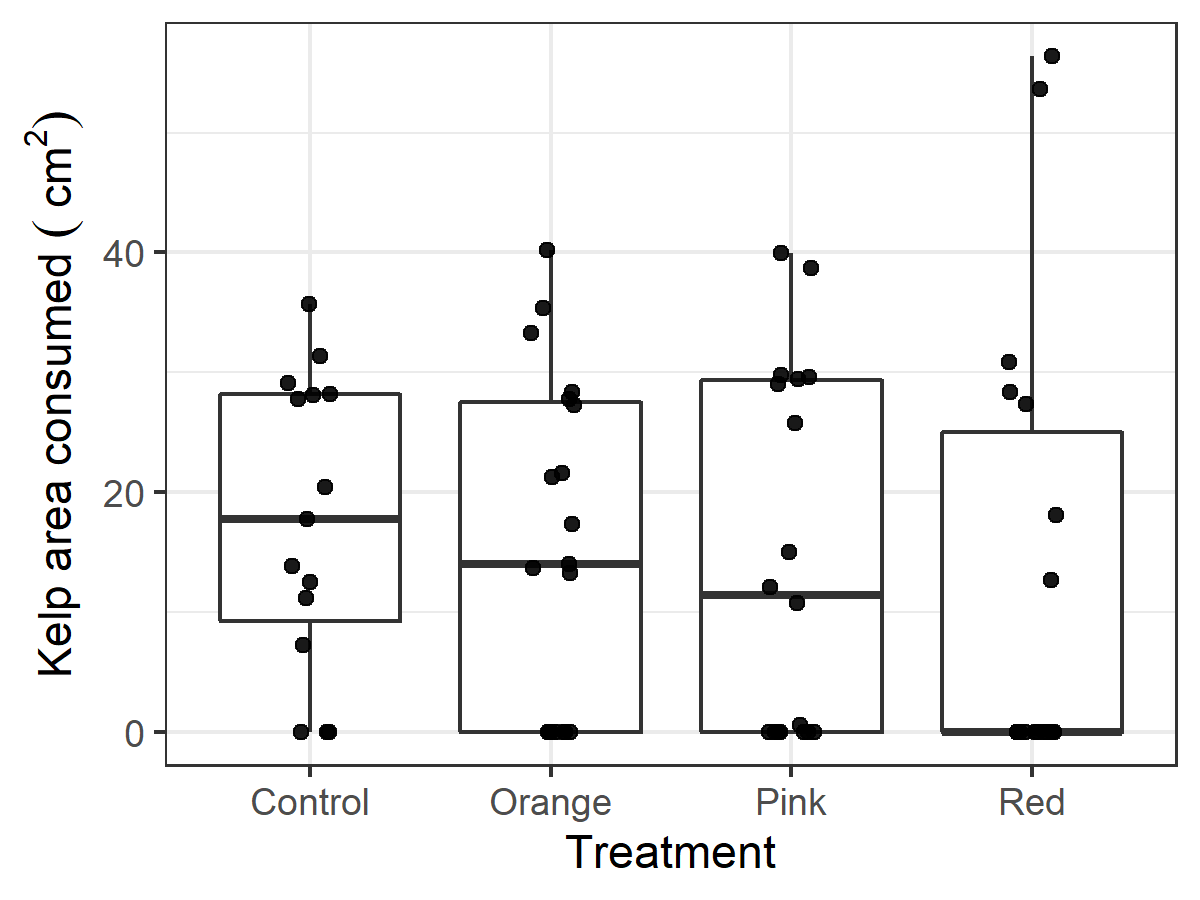 Kelp area consumed ( cm²)
40
20
0
Control Orange Pink Red
Treatment